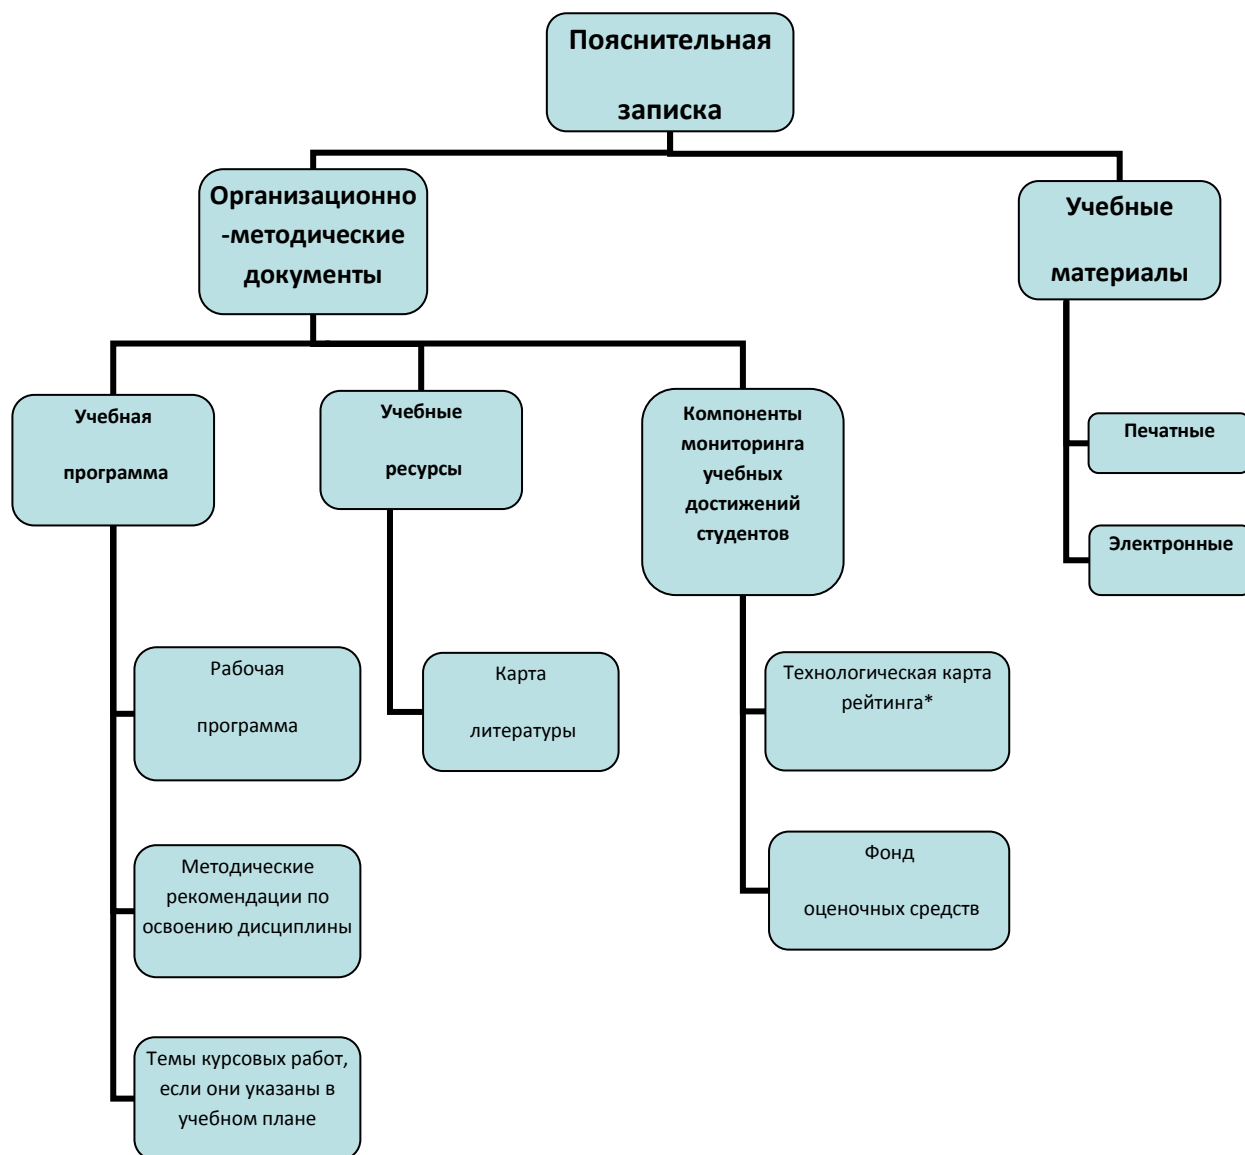 Пояснительная
записка
Организационно
-методические
документы
Учебные
материалы
Учебная
программа
Учебные
ресурсы
Компоненты
мониторинга
учебных
достижений
студентов
Печатные
Электронные
Рабочая
программа
Карта
литературы
Технологическая карта
рейтинга*
Методические
рекомендации по
освоению дисциплины
Фонд
оценочных средств
Темы курсовых работ,
если они указаны в
учебном плане